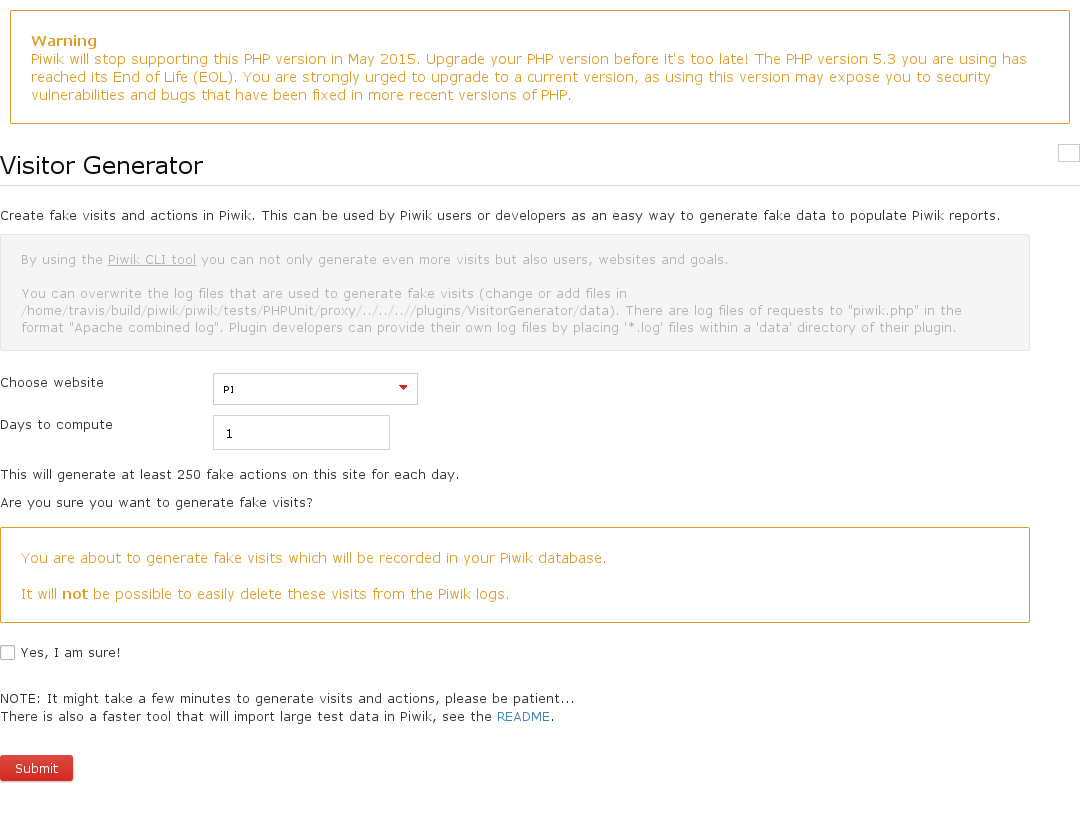 Warning
Piwik will stop supporting this PHP version in May 2015. Upgrade your PHP version before it's too late! The PHP version 5.3 you are using has
reached its End of Life (EOL). You are strongly urged to upgrade to a current version, as using this version may expose you to security
vulnerabilities and bugs that have been fixed in more recent versions of PHP.
Visitor Generator
Create fake visits and actions in Piwik. This can be used by Piwik users or developers as an easy way to generate fake data to populate Piwik reports.
By using the Piwik CLI tool you can not only generate even more visits but also users, websites and goals.
You can overwrite the log files that are used to generate fake visits (change or add files in
/home/travis/build/piwik/piwik/tests/PHPUnit/proxy/../../..//plugins/VisitorGenerator/data). There are log files of requests to "piwik.php" in the
format "Apache combined log". Plugin developers can provide their own log files by placing '*.log' files within a 'data' directory of their plugin.
Choose website
PI
Days to compute
1
This will generate at least 250 fake actions on this site for each day.
Are you sure you want to generate fake visits?
You are about to generate fake visits which will be recorded in your Piwik database.
It will not be possible to easily delete these visits from the Piwik logs.
Yes, I am sure!
NOTE: It might take a few minutes to generate visits and actions, please be patient...
There is also a faster tool that will import large test data in Piwik, see the README.
Submit